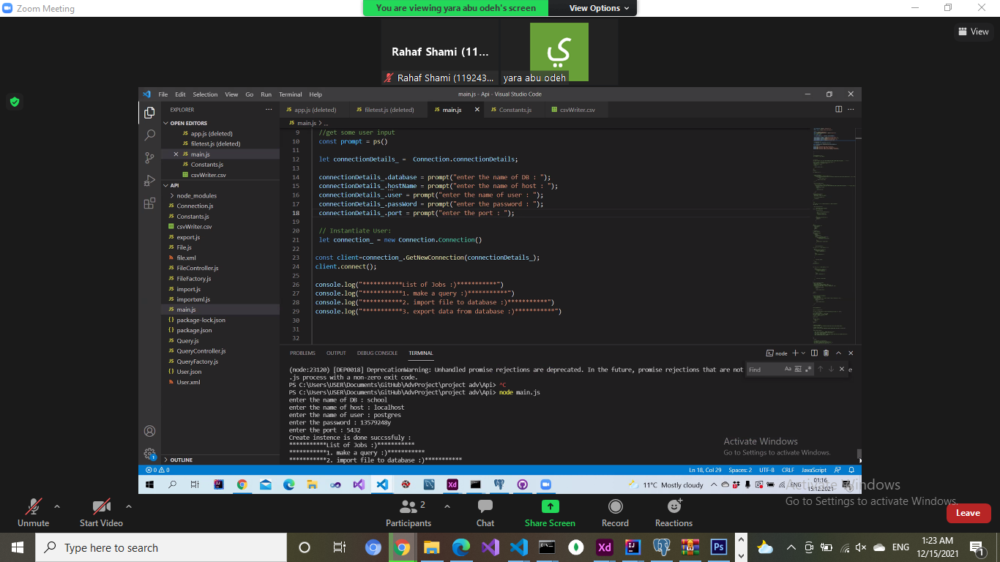 Zoom Meeting
You are viewing yara abu odeh's screen
View Options
View
Rahaf Shami (11...
ي
Rahaf Shami (119243...
yara abu odeh
File Edit Selection View Go Run Terminal Help
main.js - Api - Visual Studio Code
EXPLORER
OPEN EDITORS
JS app.js (deleted)
JS filetest.js (deleted)
JS main.js
JS Constants.js
csvWriter.csv
API
node_modules
JS Connection.js
JS Constants.js
csvWriter.csv
JS export.js
JS File.js
file.xml
JS FileController.js
JS FileFactory.js
JS import.js
JS importxml.js
JS main.js
{} package-lock.json
{} package.json
JS Query.js
JS QueryController.js
JS QueryFactory.js
{} User.json
User.xml
OUTLINE
JS app.js (deleted) JS filetest.js (deleted) JS main.js JS Constants.js csvWriter.csv
JS main.js > ...
9 //get some user input
10 const prompt = ps()
11
12 let connectionDetails_ = Connection.connectionDetails;
13
14 connectionDetails_.database = prompt("enter the name of DB : ");
15 connectionDetails_.hostName = prompt("enter the name of host : ");
16 connectionDetails_.user = prompt("enter the name of user : ");
17 connectionDetails_.passWord = prompt("enter the password : ");
18 connectionDetails_.port = prompt("enter the port : ");
19
20 // Instantiate User:
21 let connection_ = new Connection.Connection()
22
23 const client=connection_.GetNewConnection(connectionDetails_);
24 client.connect();
25
26 console.log("***********List of Jobs :)***********")
27 console.log("***********1. make a query :)***********")
28 console.log("***********2. import file to database :)***********")
29 console.log("***********3. export data from database :)***********")
30
31
32
PROBLEMS OUTPUT DEBUG CONSOLE TERMINAL
node
Find
Aa ab
(node:23120) [DEP0018] DeprecationWarning: Unhandled promise rejections are deprecated. In the future, promise rejections that are not e
.js process with a non-zero exit code.
PS C:\Users\USER\Documents\GitHub\AdvProject\project adv\Api> ^C
PS C:\Users\USER\Documents\GitHub\AdvProject\project adv\Api> node main.js
enter the name of DB : school
enter the name of host : localhost
enter the name of user : postgres
enter the password : 13579248y
enter the port : 5432
Create instence is done succssfuly :
***********List of Jobs :)***********
***********1. make a query :)***********
***********2. import file to database :)***********
Activate Windows
Go to Settings to activate Windows.
0 0
Ln 18, Col 29 Spaces: 2 UTF-8 CRLF JavaScript
11°C Mostly cloudy
ENG
01:16
15.12.2021
Activate Windows
Go to Settings to activate Windows.
Unmute
Start Video
Participants
2
Chat
Share Screen
Record
Reactions
Leave
Type here to search
ENG
1:23 AM
12/15/2021
1